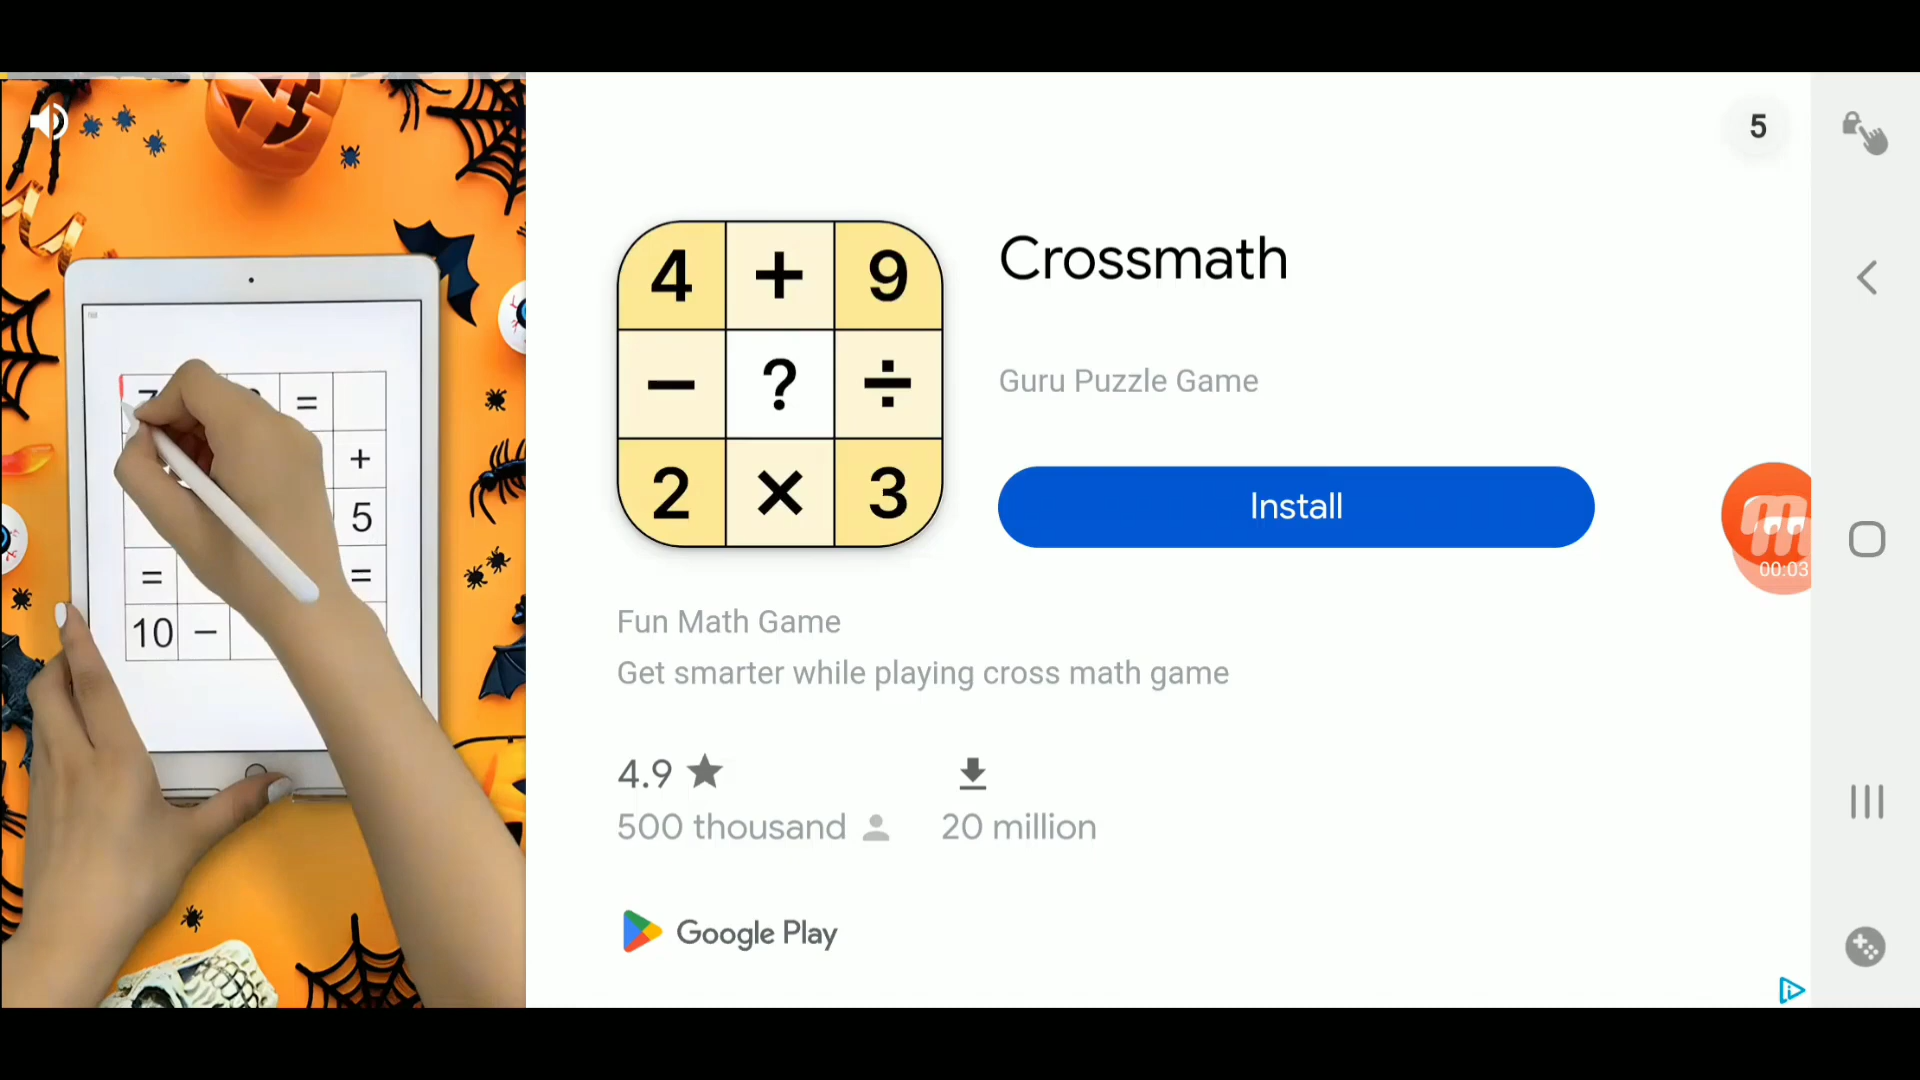 5
4 + 9
− ? ÷
2 × 3
Crossmath
Guru Puzzle Game
Install
00:03
Fun Math Game
Get smarter while playing cross math game
4.9
500 thousand
20 million
Google Play
=
+
5
= =
10 −